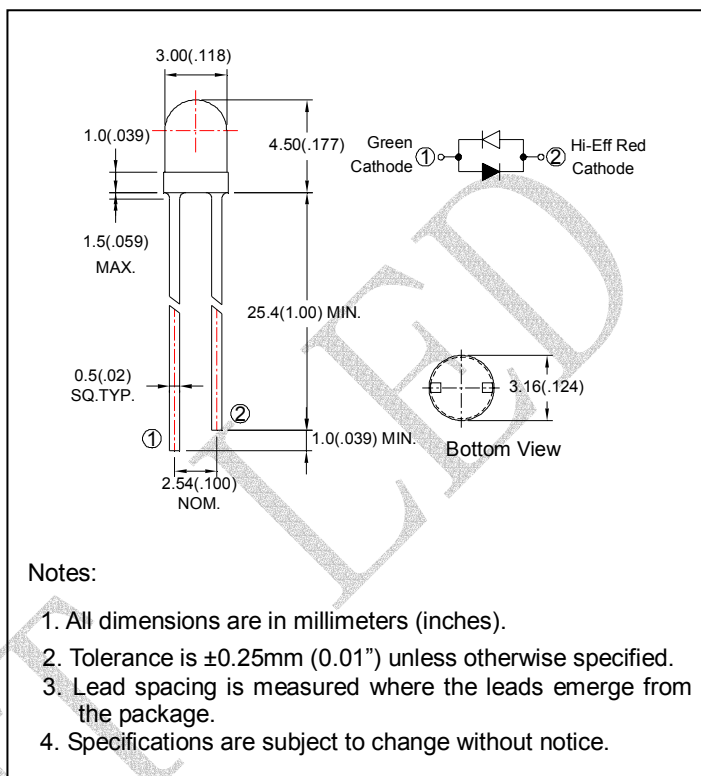 3.00(.118)
1.0(0.039)
4.50(.177)
1.5(.059)
MAX.
25.4(1.00) MIN.
0.5(.02)
SQ.TYP.
①
②
1.0(.039) MIN.
2.54(.100)
NOM.
Green
Cathode ①
② Hi-Eff Red
Cathode
3.16(.124)
Bottom View
Notes:
1. All dimensions are in millimeters (inches).
2. Tolerance is ±0.25mm (0.01”) unless otherwise specified.
3. Lead spacing is measured where the leads emerge from
the package.
4. Specifications are subject to change without notice.
LED